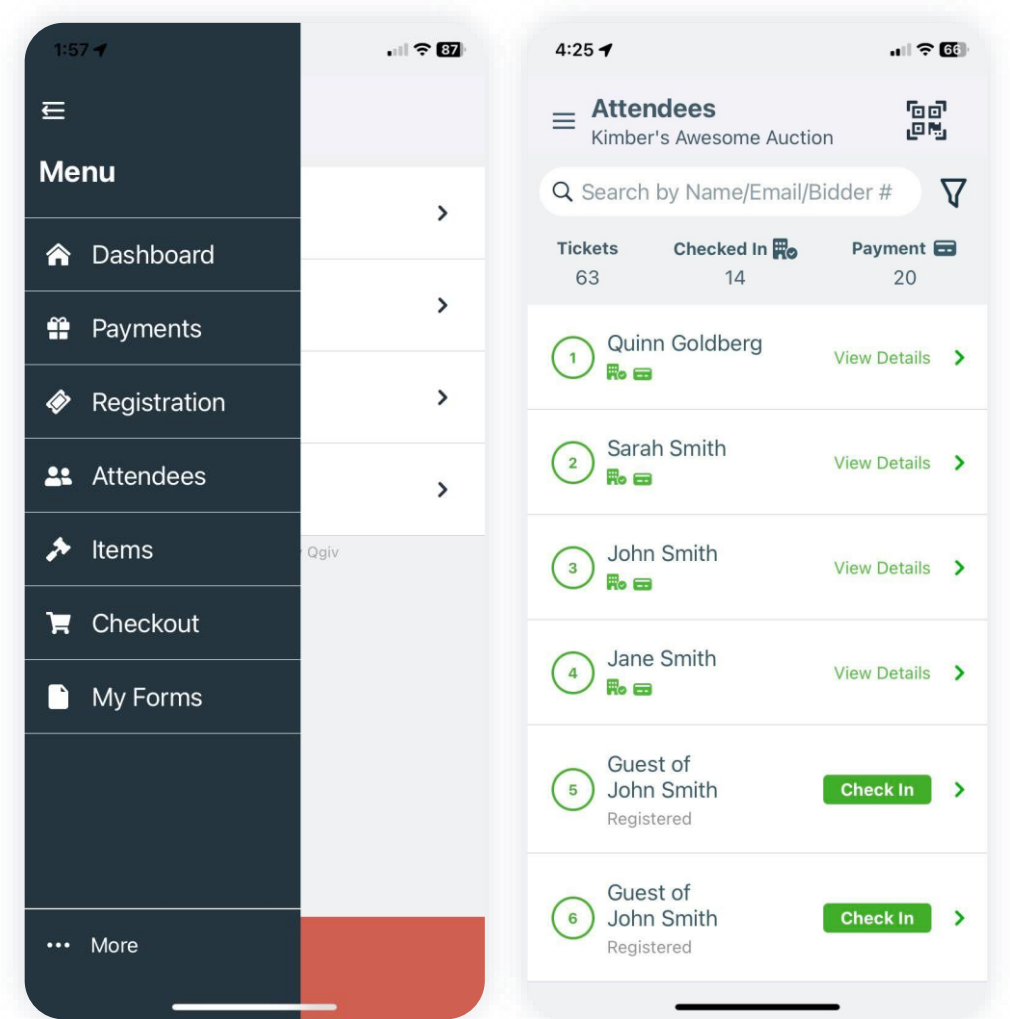 1:57
87
Menu
Dashboard
Payments
Registration
Attendees
Items
Checkout
My Forms
Qgiv
More
4:25
66
Attendees
Kimber's Awesome Auction
Search by Name/Email/Bidder #
Tickets Checked In Payment
63 14 20
1 Quinn Goldberg View Details
2 Sarah Smith View Details
3 John Smith View Details
4 Jane Smith View Details
Guest of
5 John Smith Check In
Registered
Guest of
6 John Smith Check In
Registered